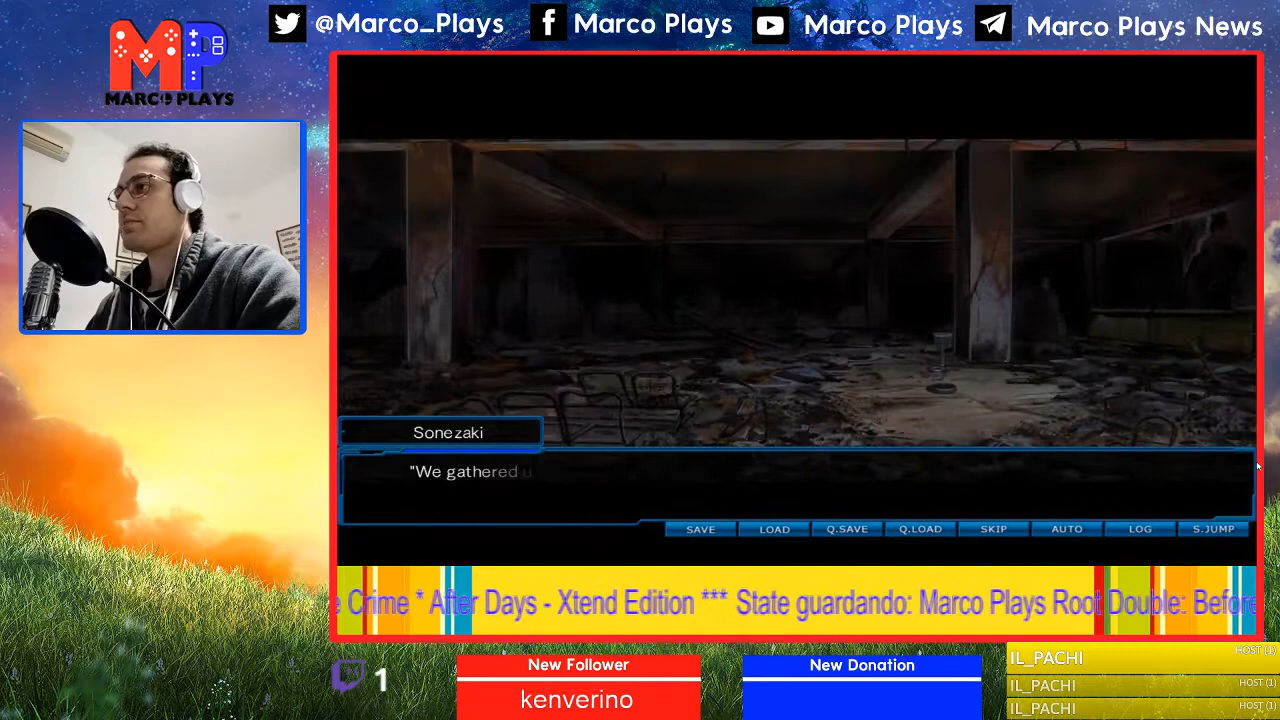 @Marco_Plays
Marco Plays
Marco Plays
Marco Plays News
MP
MARCO PLAYS
Sonezaki
"We gathered u
SAVE
LOAD
Q.SAVE
Q.LOAD
SKIP
AUTO
LOG
S.JUMP
e Crime * After Days - Xtend Edition *** State guardando: Marco Plays Root Double: Before
1
New Follower
kenverino
New Donation
IL_PACHI
HOST (1)
IL_PACHI
HOST (1)
IL_PACHI
HOST (1)